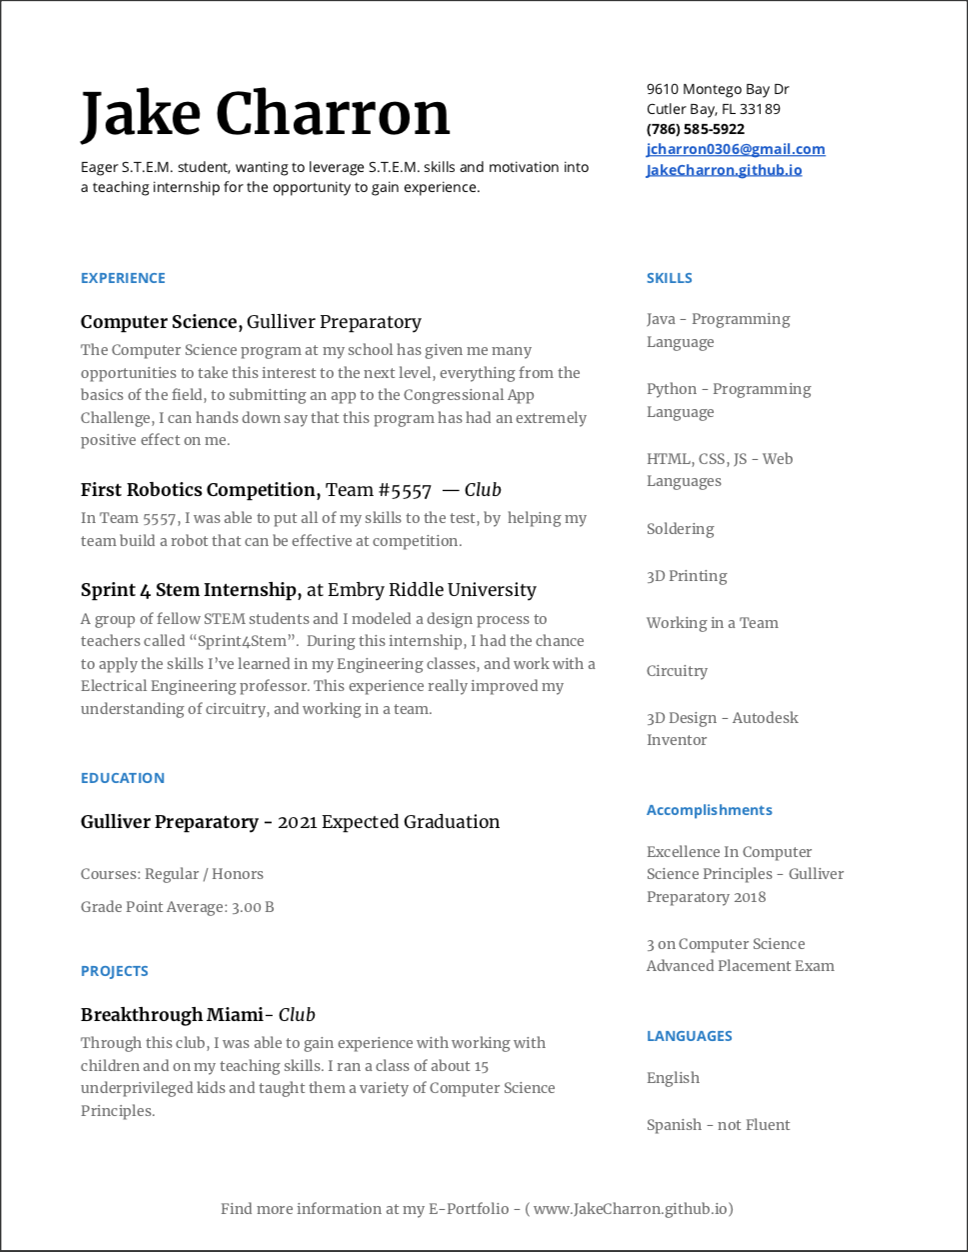 Jake Charron
Eager S.T.E.M. student, wanting to leverage S.T.E.M. skills and motivation into
a teaching internship for the opportunity to gain experience.
9610 Montego Bay Dr
Cutler Bay, FL 33189
(786) 585-5922
jcharron0306@gmail.com
JakeCharron.github.io
EXPERIENCE
Computer Science, Gulliver Preparatory
The Computer Science program at my school has given me many
opportunities to take this interest to the next level, everything from the
basics of the field, to submitting an app to the Congressional App
Challenge, I can hands down say that this program has had an extremely
positive effect on me.
First Robotics Competition, Team #5557 — Club
In Team 5557, I was able to put all of my skills to the test, by helping my
team build a robot that can be effective at competition.
Sprint 4 Stem Internship, at Embry Riddle University
A group of fellow STEM students and I modeled a design process to
teachers called “Sprint4Stem”. During this internship, I had the chance
to apply the skills I’ve learned in my Engineering classes, and work with a
Electrical Engineering professor. This experience really improved my
understanding of circuitry, and working in a team.
EDUCATION
Gulliver Preparatory - 2021 Expected Graduation
Courses: Regular / Honors
Grade Point Average: 3.00 B
PROJECTS
Breakthrough Miami- Club
Through this club, I was able to gain experience with working with
children and on my teaching skills. I ran a class of about 15
underprivileged kids and taught them a variety of Computer Science
Principles.
SKILLS
Java - Programming
Language
Python - Programming
Language
HTML, CSS, JS - Web
Languages
Soldering
3D Printing
Working in a Team
Circuitry
3D Design - Autodesk
Inventor
Accomplishments
Excellence In Computer
Science Principles - Gulliver
Preparatory 2018
3 on Computer Science
Advanced Placement Exam
LANGUAGES
English
Spanish - not Fluent
Find more information at my E-Portfolio - ( www.JakeCharron.github.io)